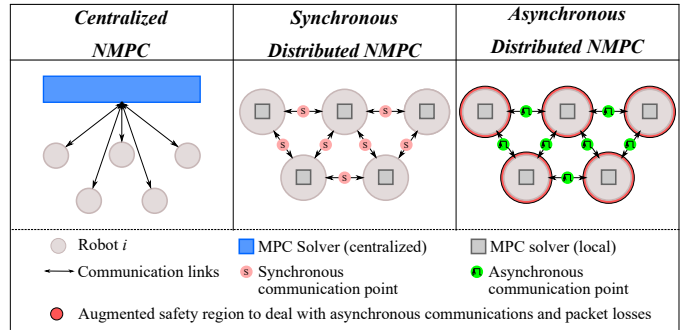 Centralized
NMPC
Synchronous
Distributed NMPC
Asynchronous
Distributed NMPC
S S
S S S S
S
Robot i
MPC Solver (centralized)
MPC solver (local)
Communication links
S Synchronous
communication point
Asynchronous
communication point
Augmented safety region to deal with asynchronous communications and packet losses